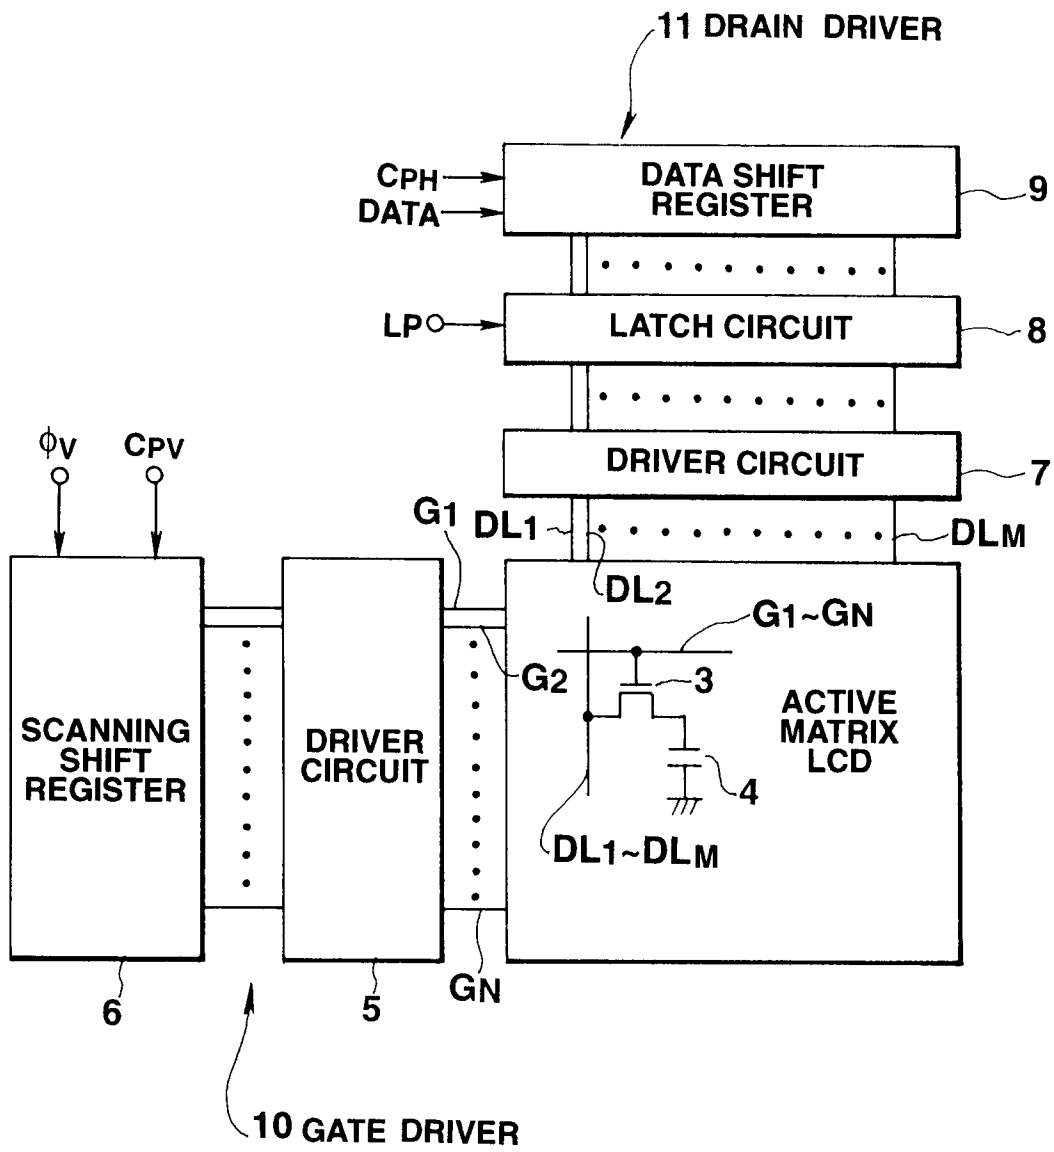 11 DRAIN DRIVER
CPH
DATA
DATA SHIFT
REGISTER
9
LP
LATCH CIRCUIT
8
φV
CPV
DRIVER CIRCUIT
7
G1
DL1
DLM
DL2
G1~GN
G2
3
SCANNING
SHIFT
REGISTER
DRIVER
CIRCUIT
ACTIVE
MATRIX
LCD
4
DL1~DLM
GN
6
5
10 GATE DRIVER